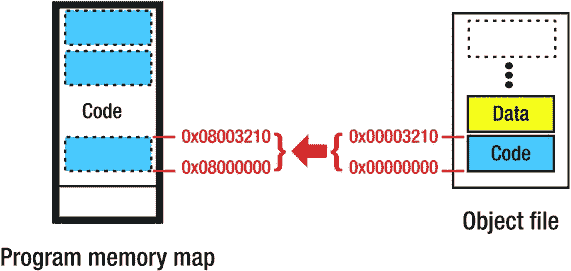 Code
0x08003210
0x08000000
0x00003210
0x00000000
Data
Code
Object file
Program memory map